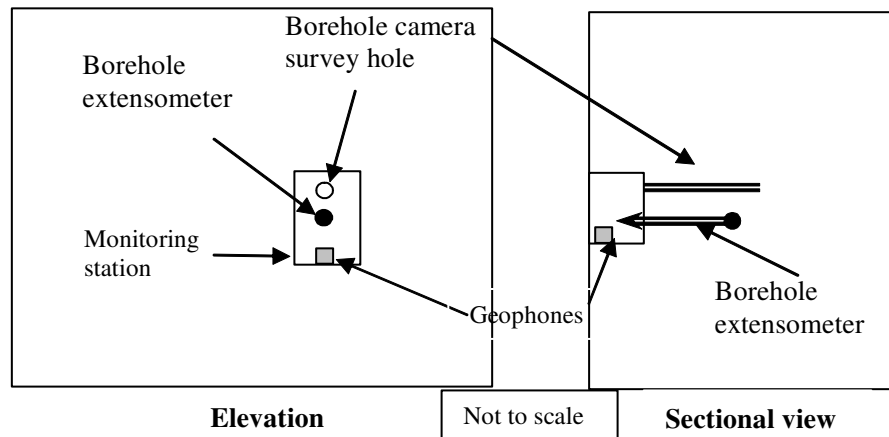 Borehole camera
survey hole
Borehole
extensometer
Monitoring
station
Geophones
Borehole
extensometer
Elevation
Not to scale
Sectional view